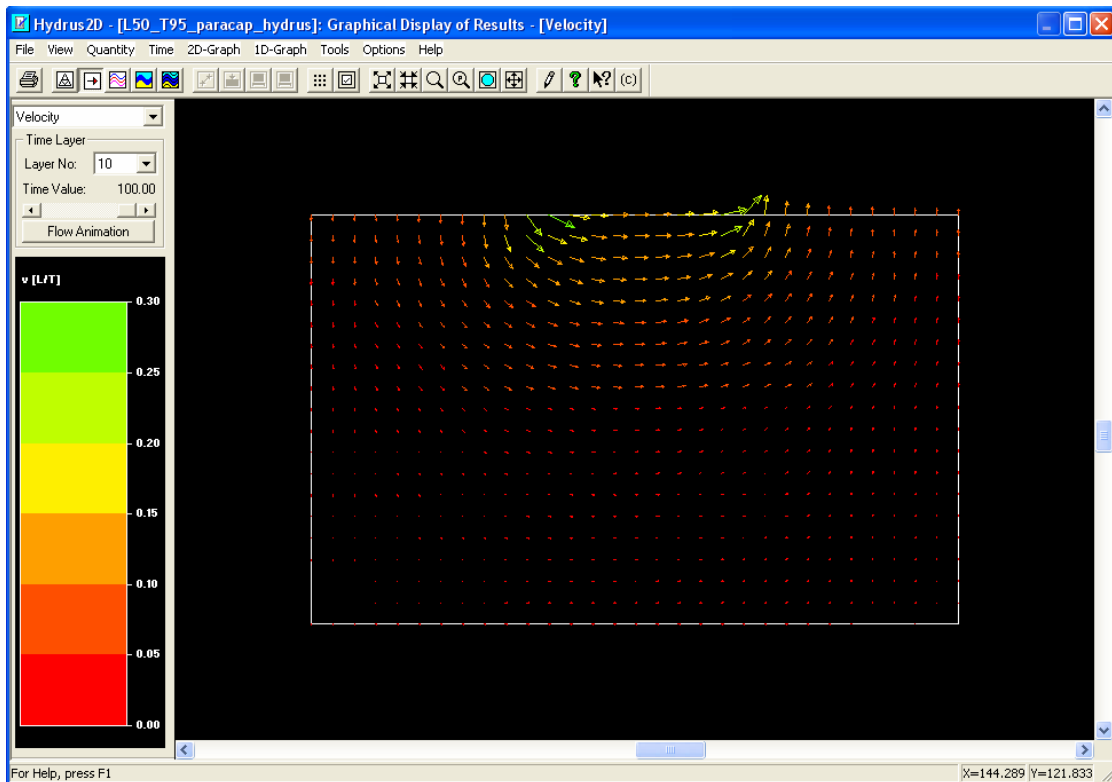 Hydrus2D - [L50_T95_paracap_hydrus]: Graphical Display of Results - [Velocity]
File View Quantity Time 2D-Graph 1D-Graph Tools Options Help
(c)
Velocity
Time Layer
Layer No: 10
Time Value: 100.00
Flow Animation
v [L/T]
0.30
0.25
0.20
0.15
0.10
0.05
0.00
For Help, press F1
X=144.289 Y=121.833